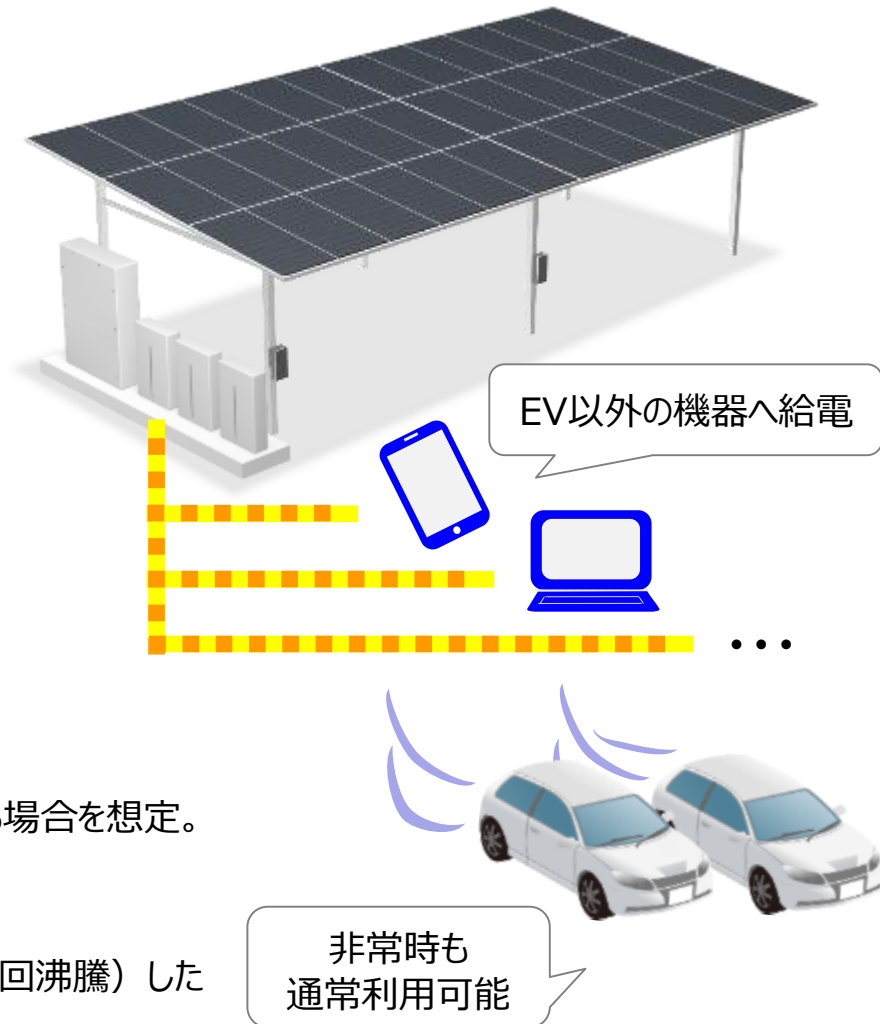 EV以外の機器へ給電
・・・
場合を想定。
非常時も
通常利用可能
回沸騰）した